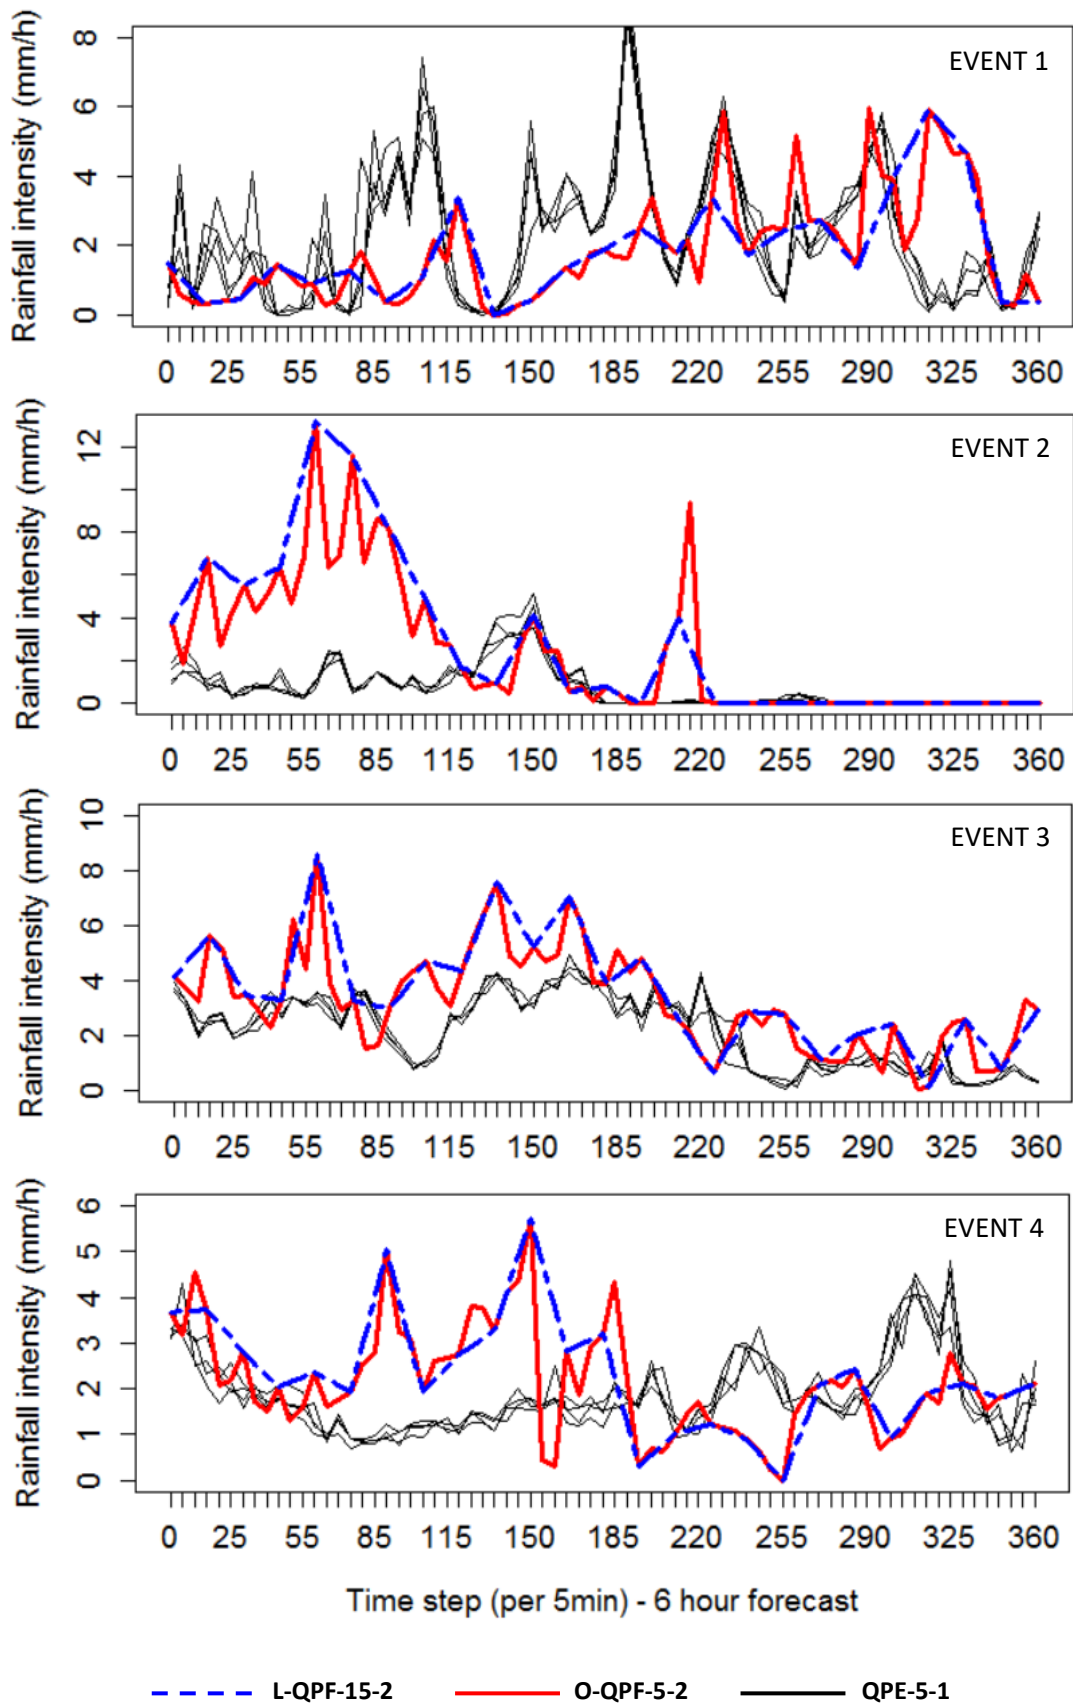 EVENT 1
Rainfall intensity (mm/h)
8
6
4
2
0
0 25 55 85 115 150 185 220 255 290 325 360
EVENT 2
Rainfall intensity (mm/h)
12
8
4
0
0 25 55 85 115 150 185 220 255 290 325 360
EVENT 3
Rainfall intensity (mm/h)
10
8
6
4
2
0
0 25 55 85 115 150 185 220 255 290 325 360
EVENT 4
Rainfall intensity (mm/h)
6
5
4
3
2
1
0
0 25 55 85 115 150 185 220 255 290 325 360
Time step (per 5min) - 6 hour forecast
L-QPF-15-2 O-QPF-5-2 QPE-5-1